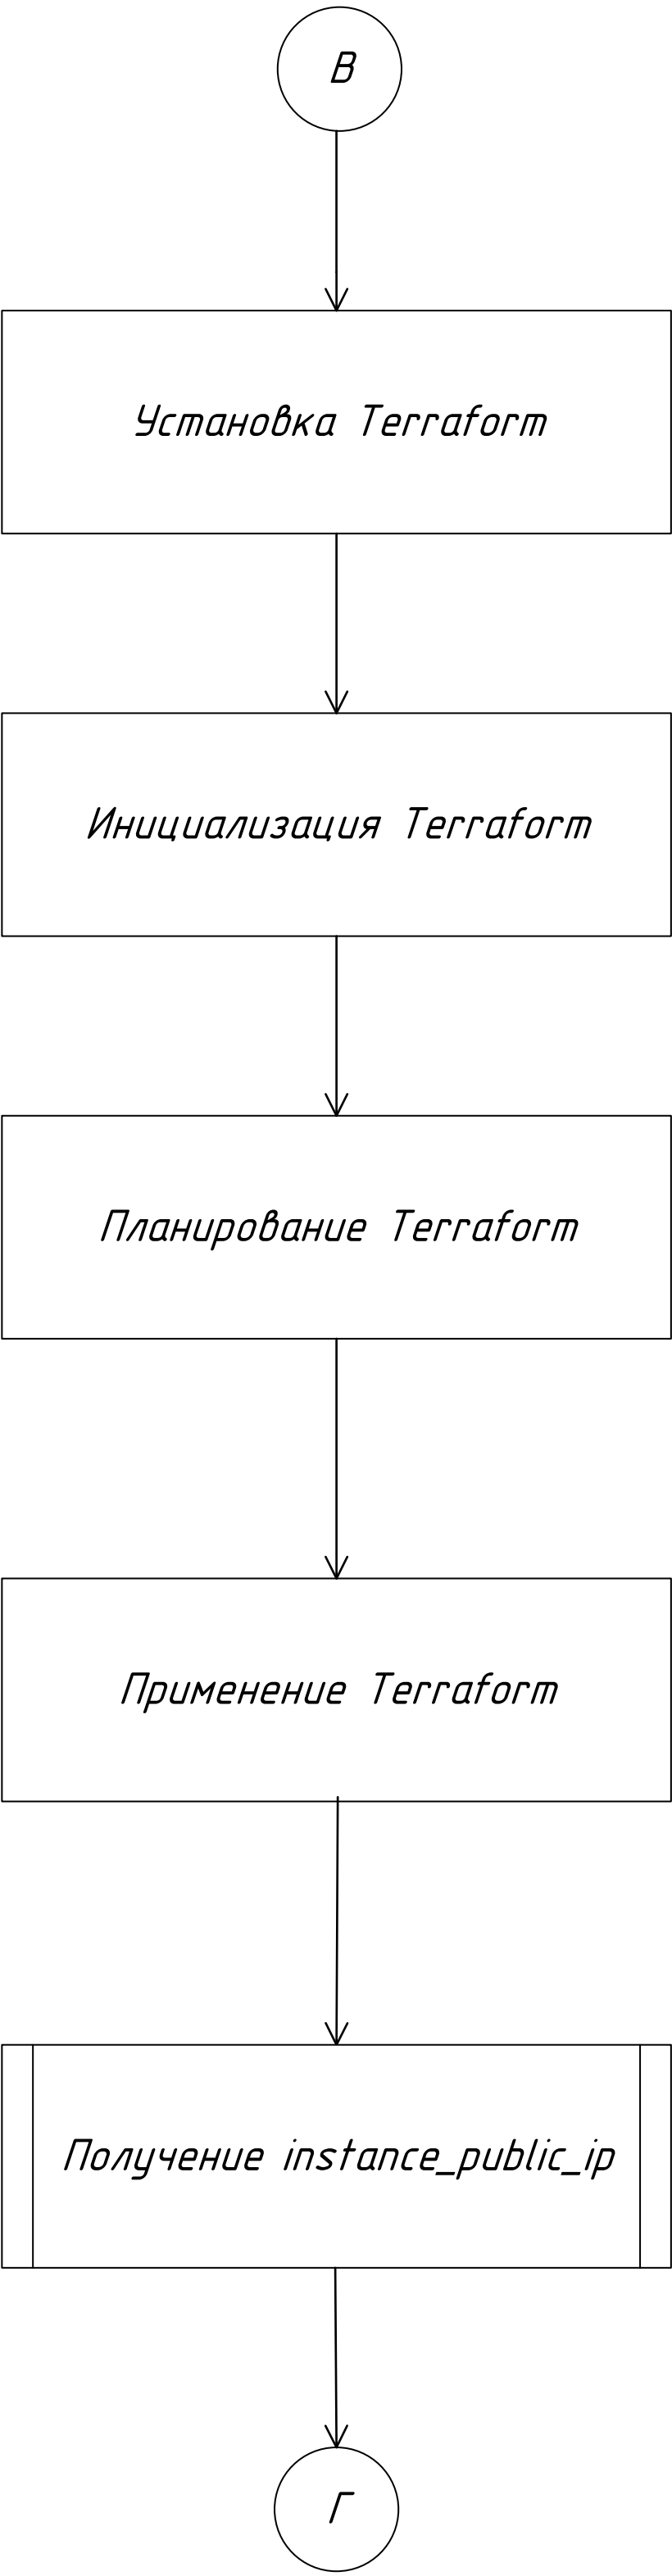 В
Установка Terraform
Инициализация Terraform
Планирование Terraform
Применение Terraform
Получение instance_public_ip
Г